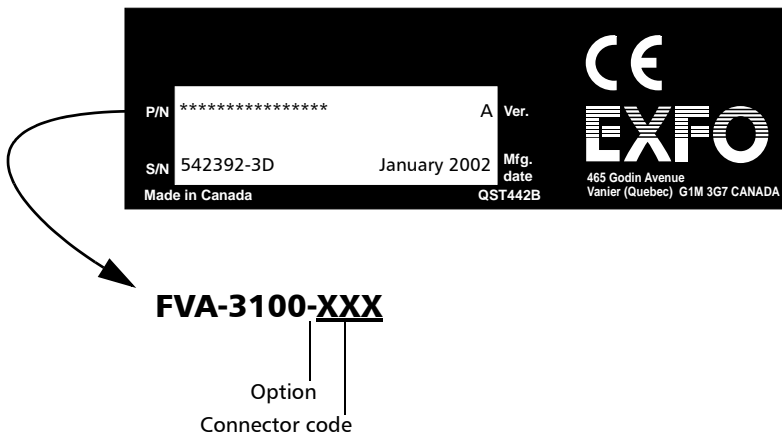 CE
EXFO
P/N **************** A Ver.
S/N 542392-3D January 2002 Mfg. date
Made in Canada QST442B
465 Godin Avenue
Vanier (Quebec) G1M 3G7 CANADA
FVA-3100-XXX
Option
Connector code